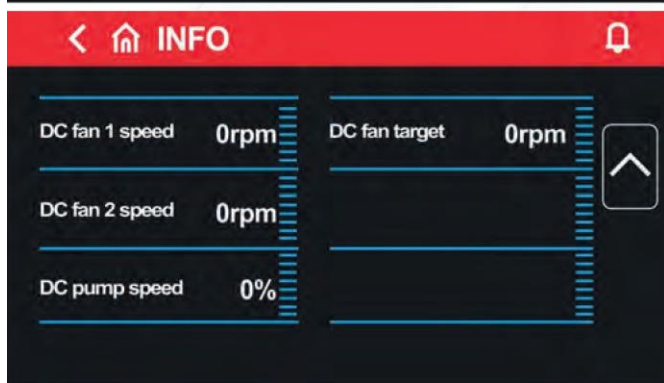 INFO
DC fan 1 speed 0rpm
DC fan target 0rpm
DC fan 2 speed 0rpm
DC pump speed 0%